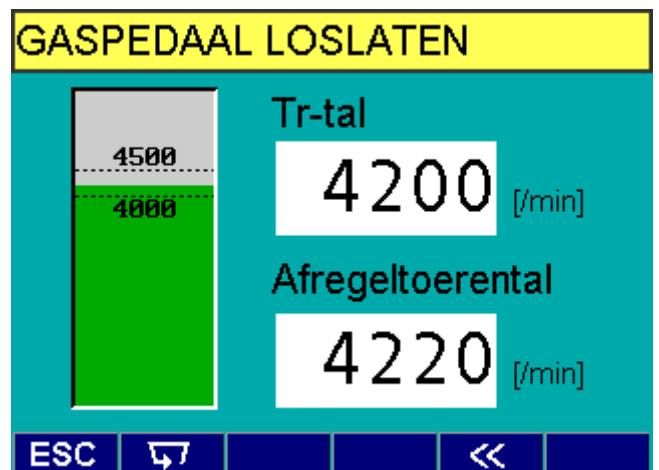 GASPEDAAL LOSLATEN
4500
4000
Tr-tal
4200 [/min]
Afregeltoerental
4220 [/min]
ESC <<